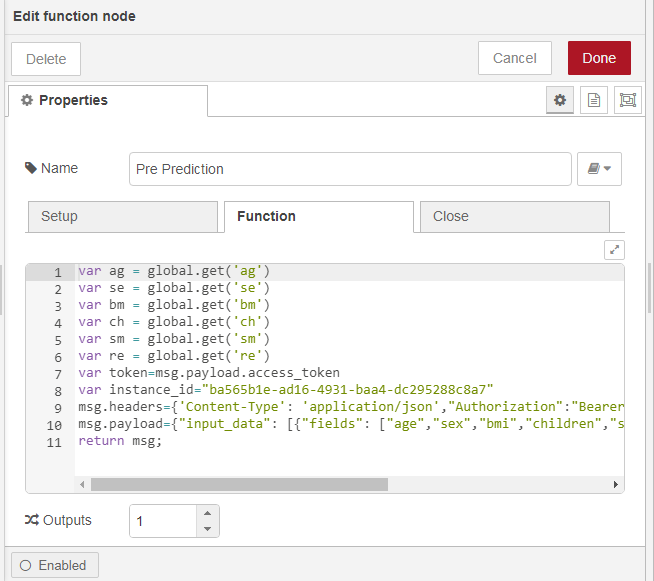 Edit function node
Delete
Cancel
Done
Properties
Name
Pre Prediction
Setup
Function
Close
1 var ag = global.get('ag')
2 var se = global.get('se')
3 var bm = global.get('bm')
4 var ch = global.get('ch')
5 var sm = global.get('sm')
6 var re = global.get('re')
7 var token=msg.payload.access_token
8 var instance_id="ba565b1e-ad16-4931-baa4-dc295288c8a7"
9 msg.headers={'Content-Type': 'application/json',"Authorization":"Bearer
10 msg.payload={"input_data": [{"fields": ["age","sex","bmi","children","s
11 return msg;
Outputs
1
Enabled